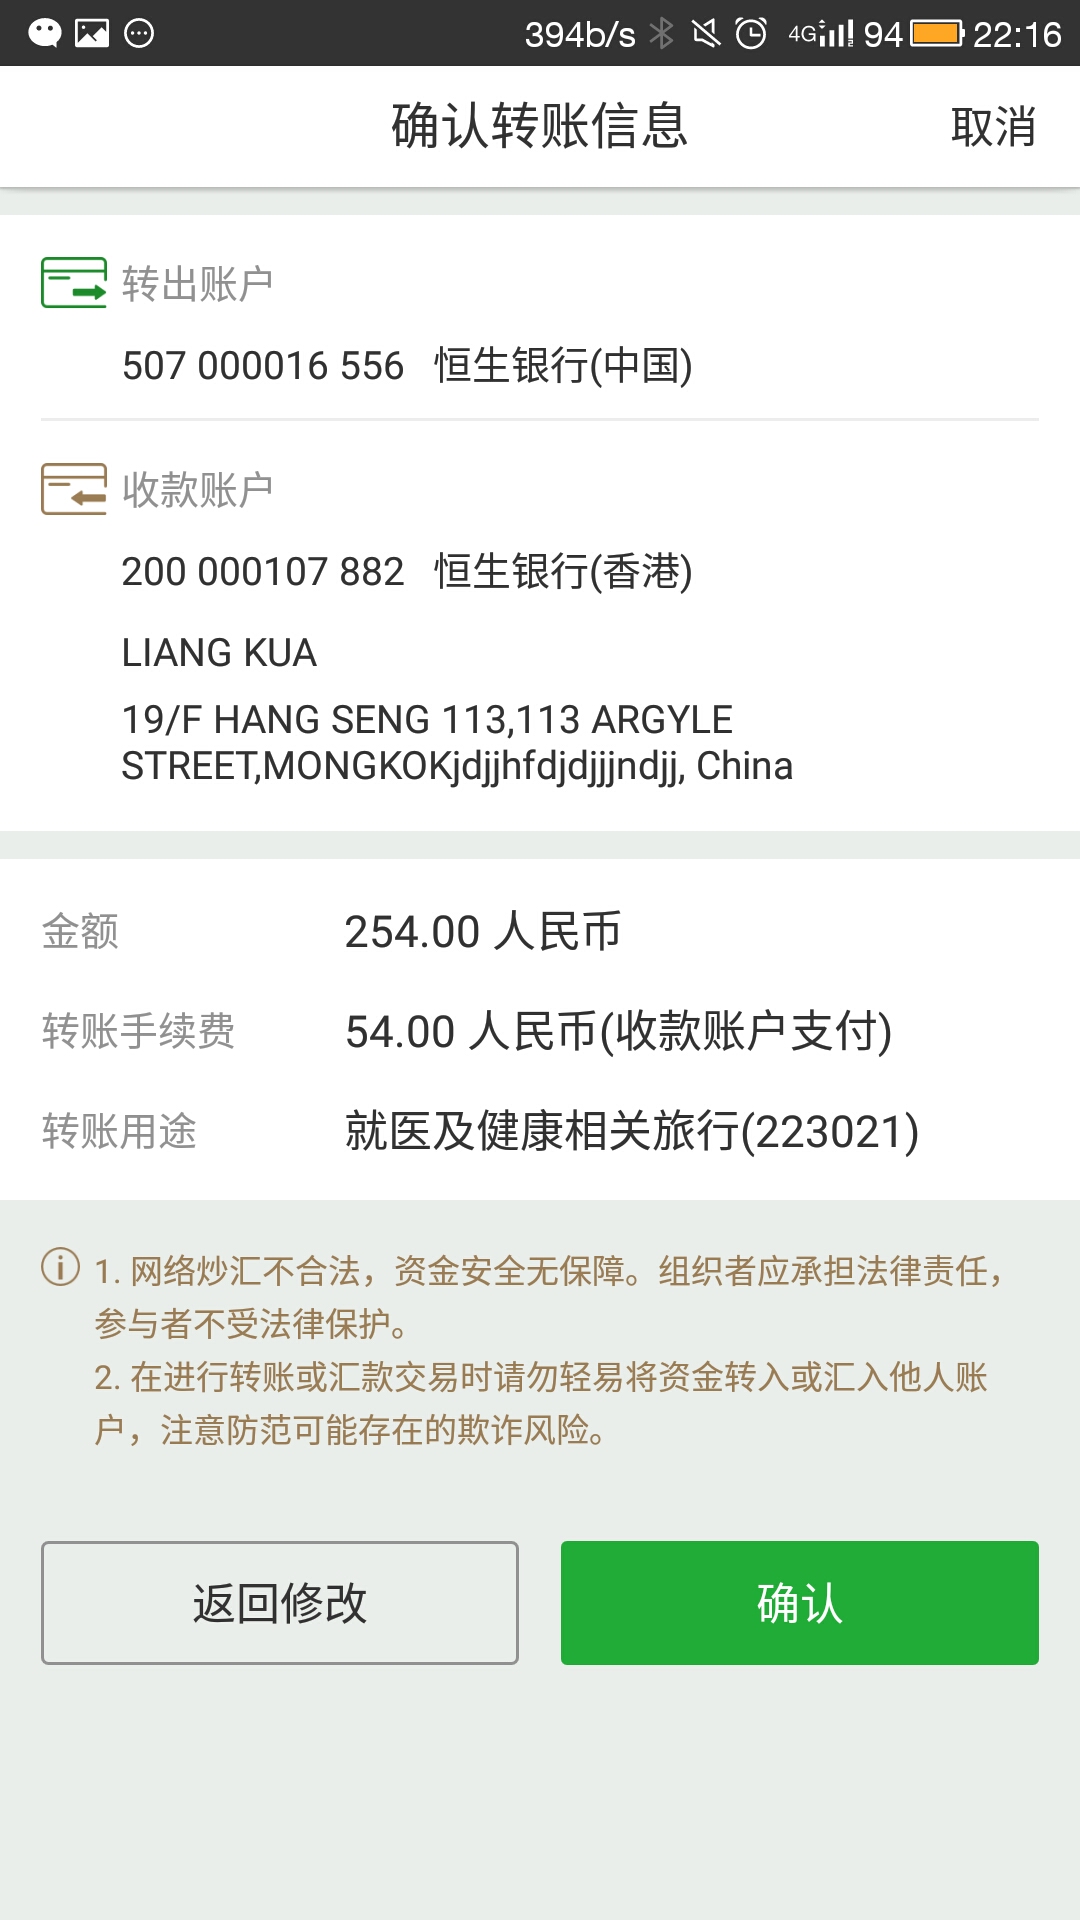 394b/s 4G 94 22:16
确认转账信息 取消
转出账户
507 000016 556 恒生银行(中国)
收款账户
200 000107 882 恒生银行(香港)
LIANG KUA
19/F HANG SENG 113,113 ARGYLE
STREET,MONGKOKjdjjhfdjdjjjndjj, China
金额 254.00 人民币
转账手续费 54.00 人民币(收款账户支付)
转账用途 就医及健康相关旅行(223021)
1. 网络炒汇不合法，资金安全无保障。组织者应承担法律责任，
参与者不受法律保护。
2. 在进行转账或汇款交易时请勿轻易将资金转入或汇入他人账
户，注意防范可能存在的欺诈风险。
返回修改 确认